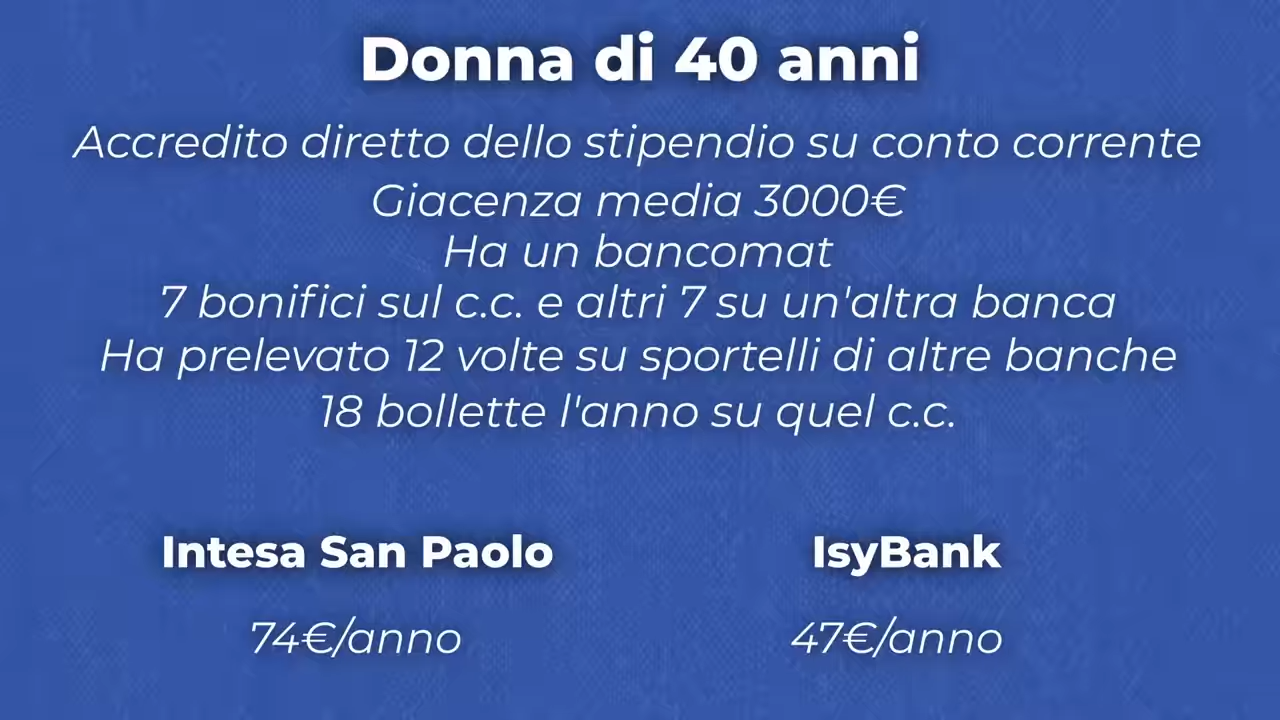 Donna di 40 anni
Accredito diretto dello stipendio su conto corrente
Giacenza media 3000€
Ha un bancomat
7 bonifici sul c.c. e altri 7 su un'altra banca
Ha prelevato 12 volte su sportelli di altre banche
18 bollette l'anno su quel c.c.
Intesa San Paolo
IsyBank
74€/anno
47€/anno